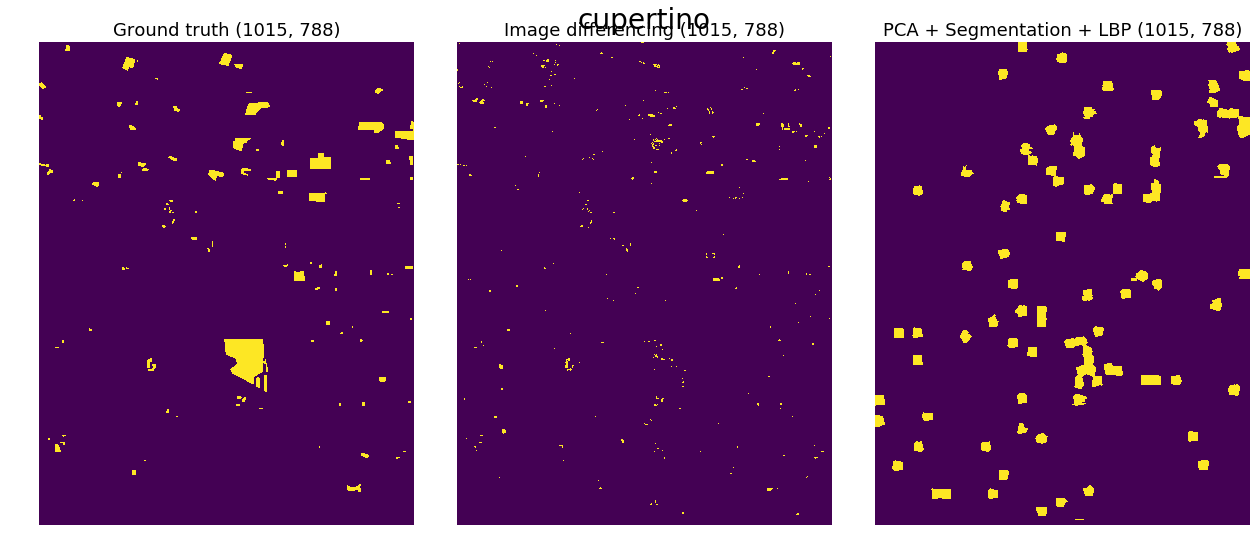 cupertino
Ground truth (1015, 788)
Image differencing (1015, 788)
PCA + Segmentation + LBP (1015, 788)